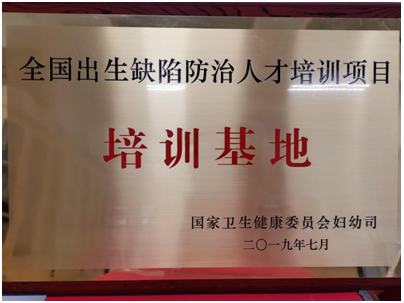 全国出生缺陷防治人才培训项目
培训基地
国家卫生健康委员会妇幼司
二〇一九年七月